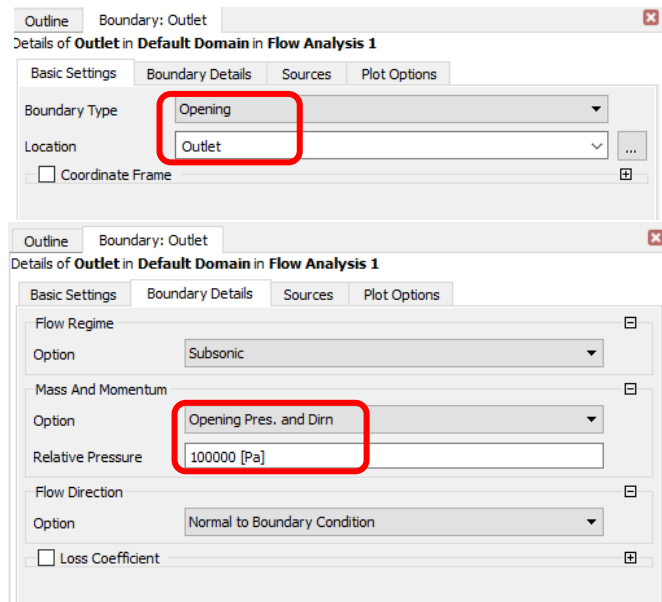 Outline Boundary: Outlet
Details of Outlet in Default Domain in Flow Analysis 1
Basic Settings Boundary Details Sources Plot Options
Boundary Type Opening
Location Outlet ...
Coordinate Frame
Outline Boundary: Outlet
Details of Outlet in Default Domain in Flow Analysis 1
Basic Settings Boundary Details Sources Plot Options
Flow Regime
Option Subsonic
Mass And Momentum
Option Opening Pres. and Dirn
Relative Pressure 100000 [Pa]
Flow Direction
Option Normal to Boundary Condition
Loss Coefficient